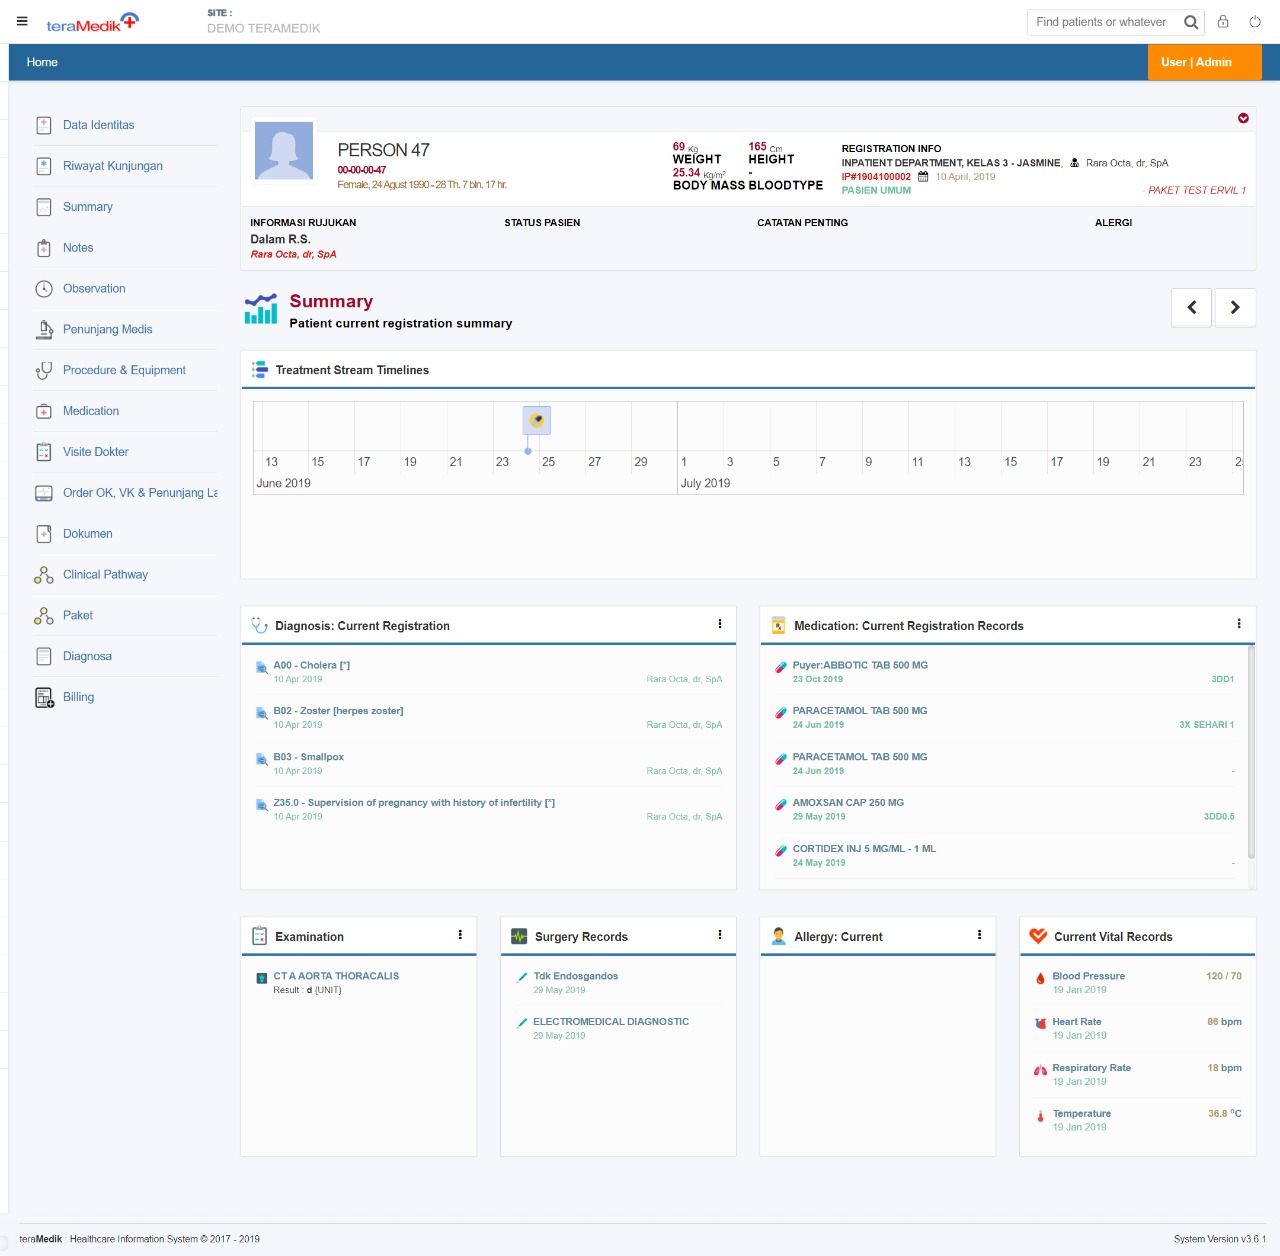 teraMedik
SITE :
DEMO TERAMEDIK
Find patients or whatever
Home
User | Admin
Data Identitas
Riwayat Kunjungan
Summary
Notes
Observation
Penunjang Medis
Procedure & Equipment
Medication
Visite Dokter
Order OK, VK & Penunjang La
Dokumen
Clinical Pathway
Paket
Diagnosa
Billing
PERSON 47
00-00-00-47
Female, 24 Agust 1990 - 28 Th. 7 bln. 17 hr.
69 Kg
WEIGHT
165 Cm
HEIGHT
25.34 Kg/m²
BODY MASS
-
BLOODTYPE
REGISTRATION INFO
INPATIENT DEPARTMENT, KELAS 3 - JASMINE, Rara Octa, dr, SpA
IP#1904100002 10 April, 2019
PASIEN UMUM
- PAKET TEST ERVIL 1
INFORMASI RUJUKAN
Dalam R.S.
Rara Octa, dr, SpA
STATUS PASIEN
CATATAN PENTING
ALERGI
Summary
Patient current registration summary
Treatment Stream Timelines
13 15 17 19 21 23 25 27 29 1 3 5 7 9 11 13 15 17 19 21 23 2
June 2019 July 2019
Diagnosis: Current Registration
A00 - Cholera [*]
10 Apr 2019 Rara Octa, dr, SpA
B02 - Zoster [herpes zoster]
10 Apr 2019 Rara Octa, dr, SpA
B03 - Smallpox
10 Apr 2019 Rara Octa, dr, SpA
Z35.0 - Supervision of pregnancy with history of infertility [*]
10 Apr 2019 Rara Octa, dr, SpA
Medication: Current Registration Records
Puyer:ABBOTIC TAB 500 MG
23 Oct 2019 3DD1
PARACETAMOL TAB 500 MG
24 Jun 2019 3X SEHARI 1
PARACETAMOL TAB 500 MG
24 Jun 2019 -
AMOXSAN CAP 250 MG
29 May 2019 3DD0.5
CORTIDEX INJ 5 MG/ML - 1 ML
24 May 2019 -
Examination
CT A AORTA THORACALIS
Result : d (UNIT)
Surgery Records
Tdk Endosgandos
29 May 2019
ELECTROMEDICAL DIAGNOSTIC
29 May 2019
Allergy: Current
Current Vital Records
Blood Pressure 120 / 70
19 Jan 2019
Heart Rate 86 bpm
19 Jan 2019
Respiratory Rate 18 bpm
19 Jan 2019
Temperature 36.8 °C
19 Jan 2019
teraMedik : Healthcare Information System © 2017 - 2019
System Version v3.6.1